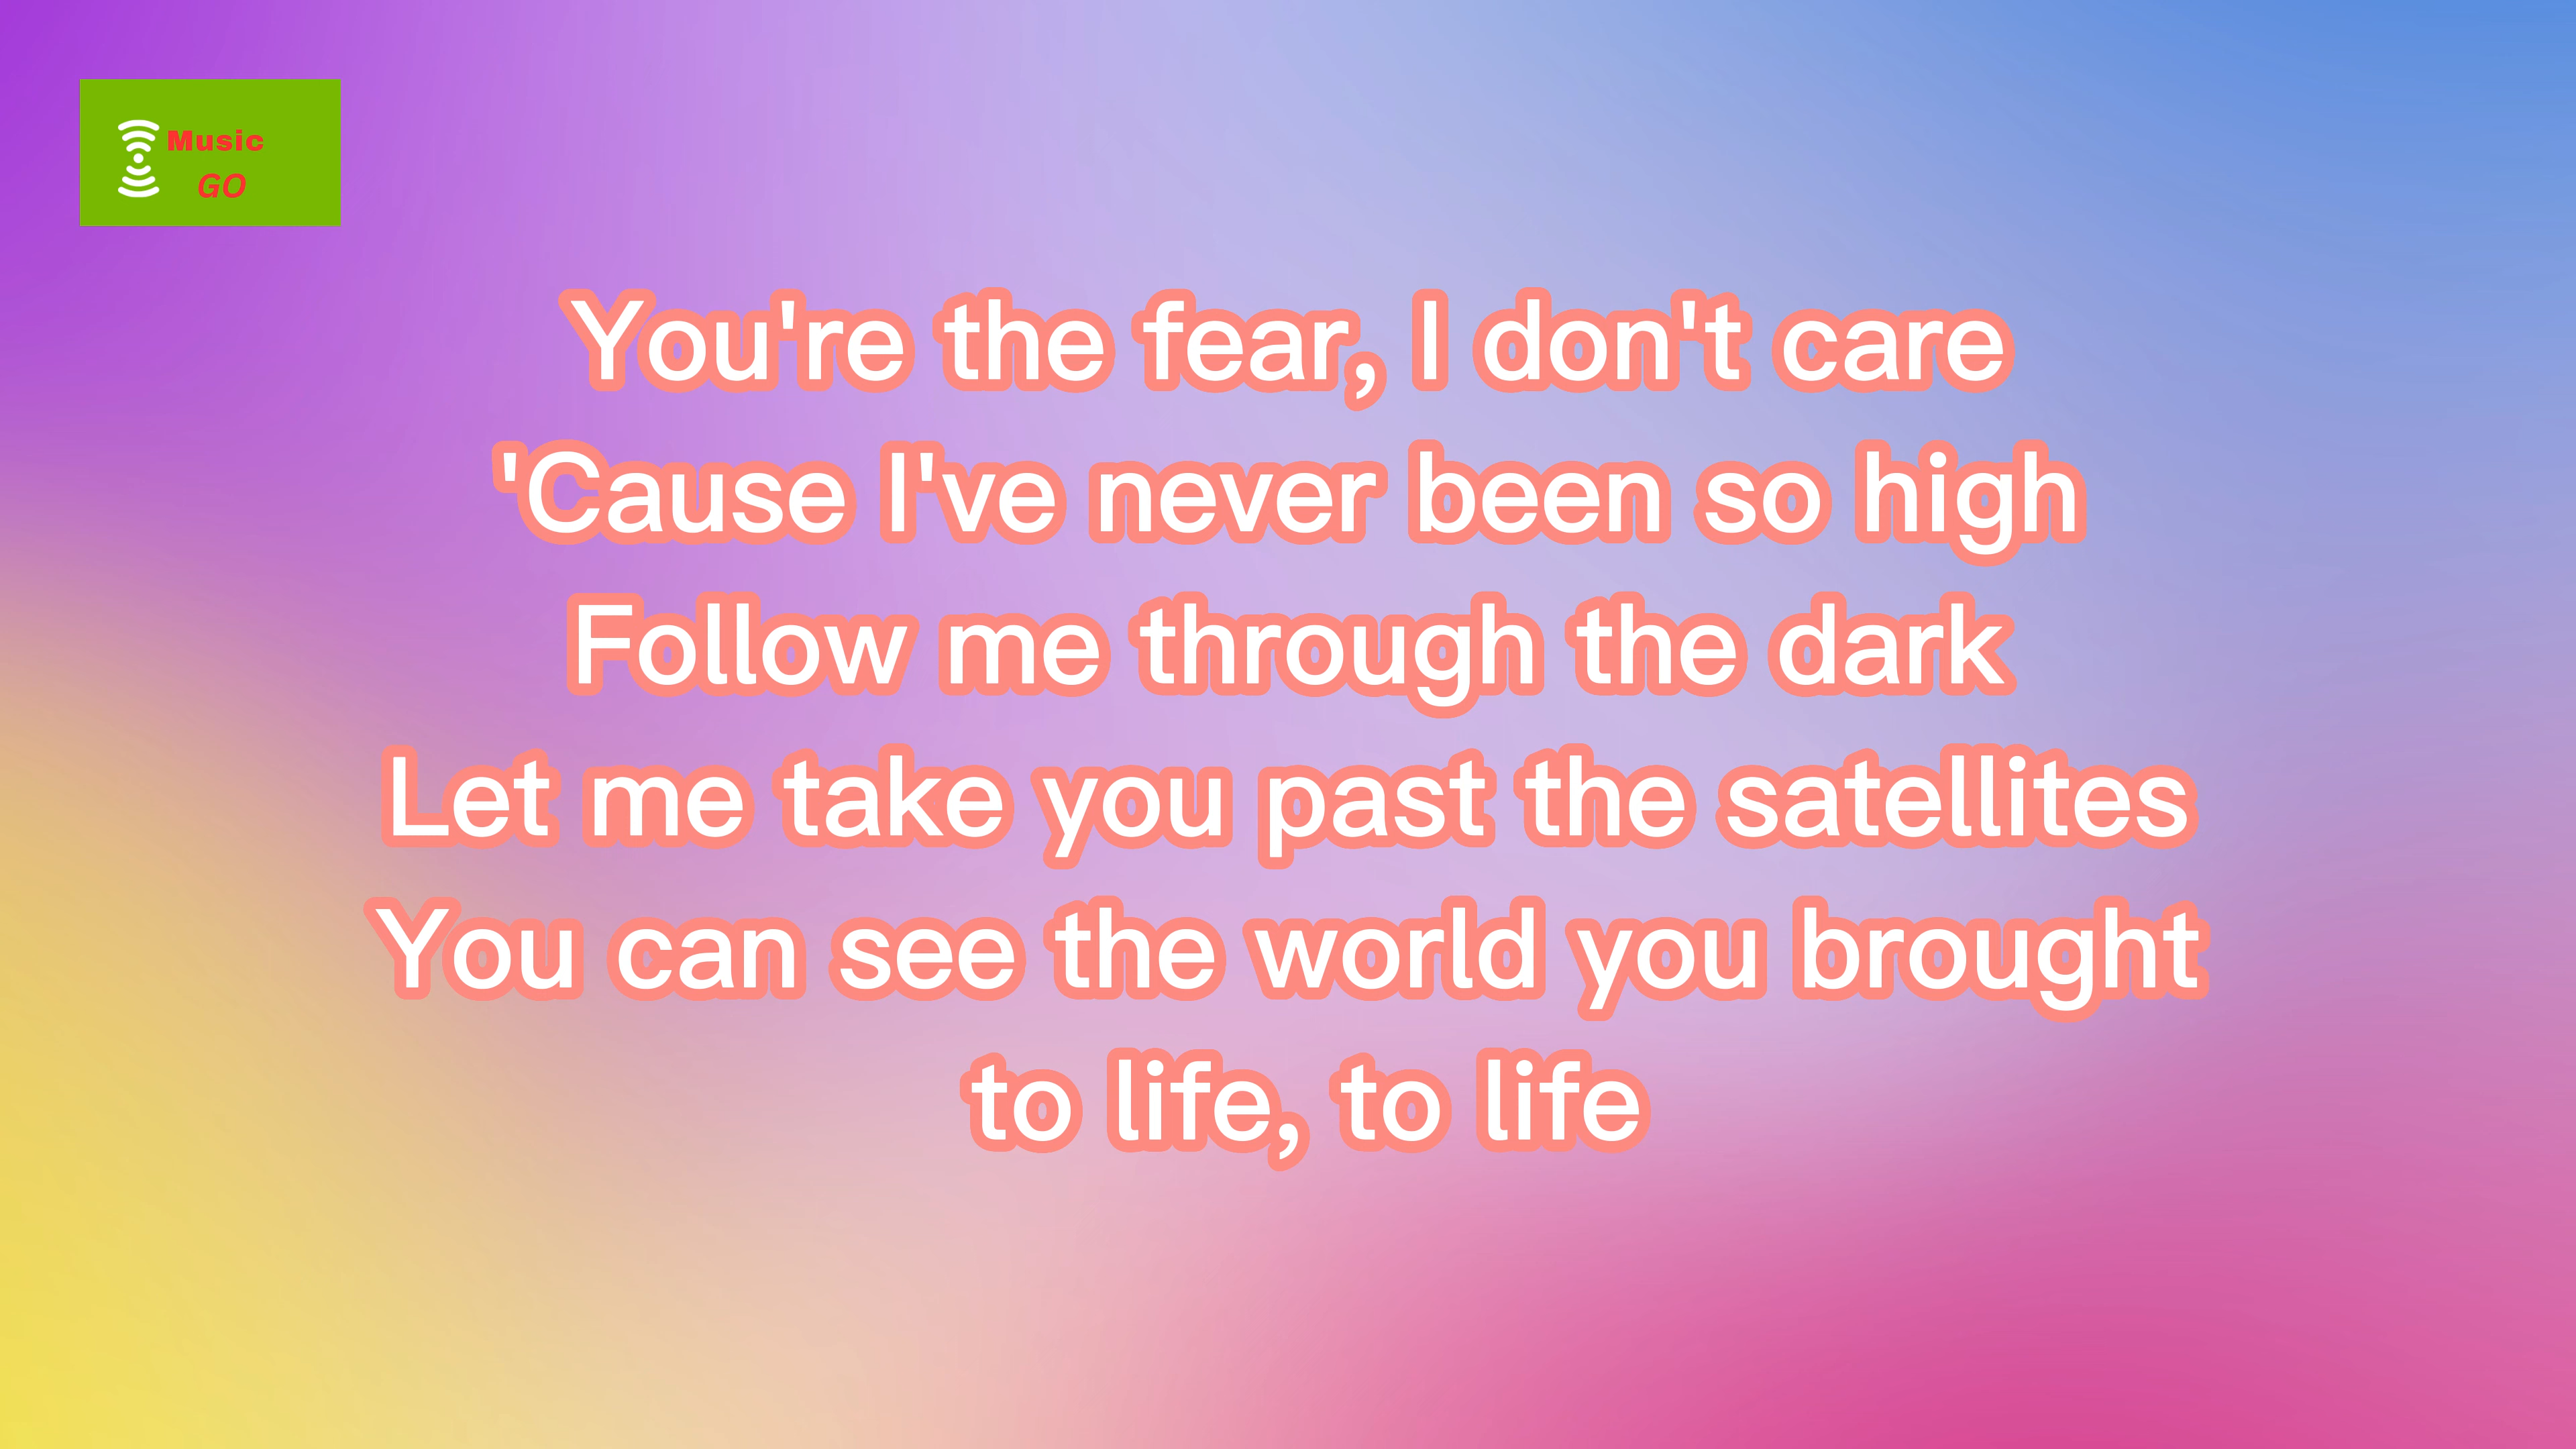 Music
GO
You're the fear, I don't care
'Cause I've never been so high
Follow me through the dark
Let me take you past the satellites
You can see the world you brought
to life, to life